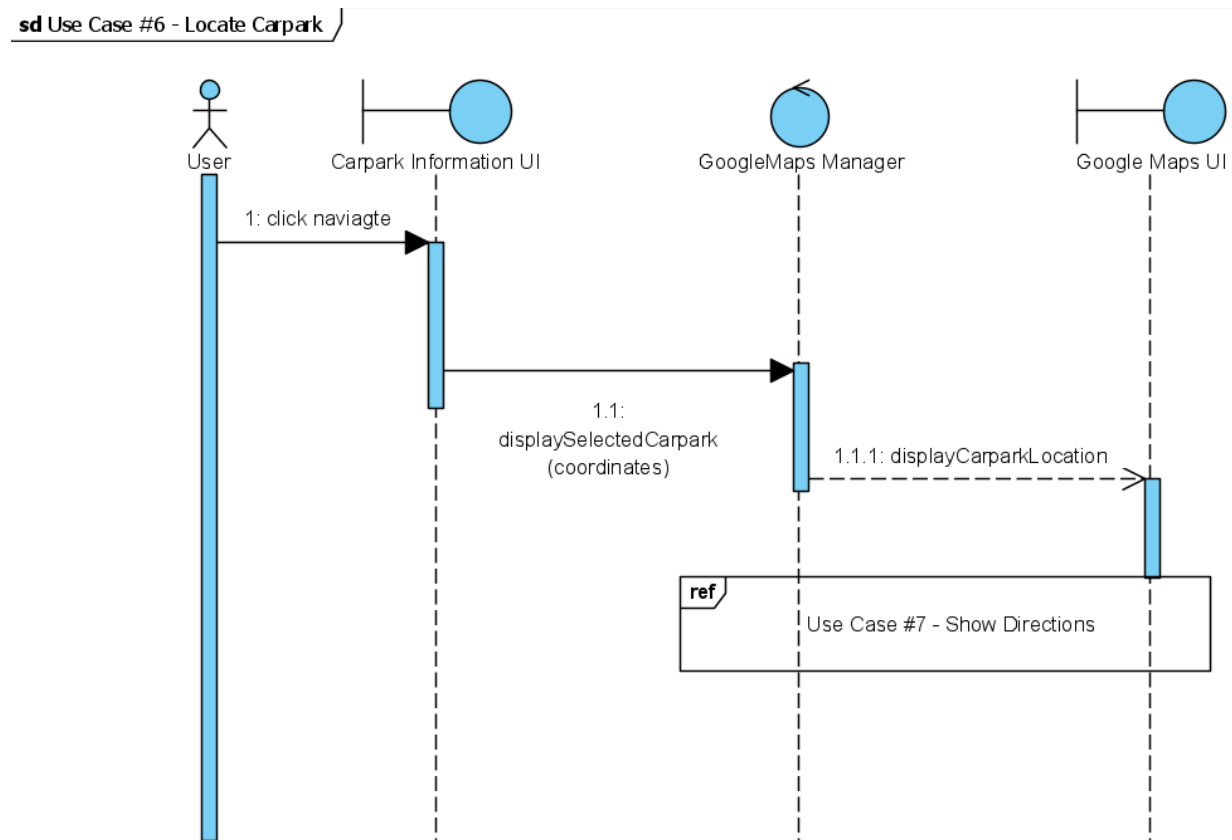 sd Use Case #6 - Locate Carpark
User
Carpark Information UI
GoogleMaps Manager
Google Maps UI
1: click naviagte
1.1:
displaySelectedCarpark
(coordinates)
1.1.1: displayCarparkLocation
ref
Use Case #7 - Show Directions